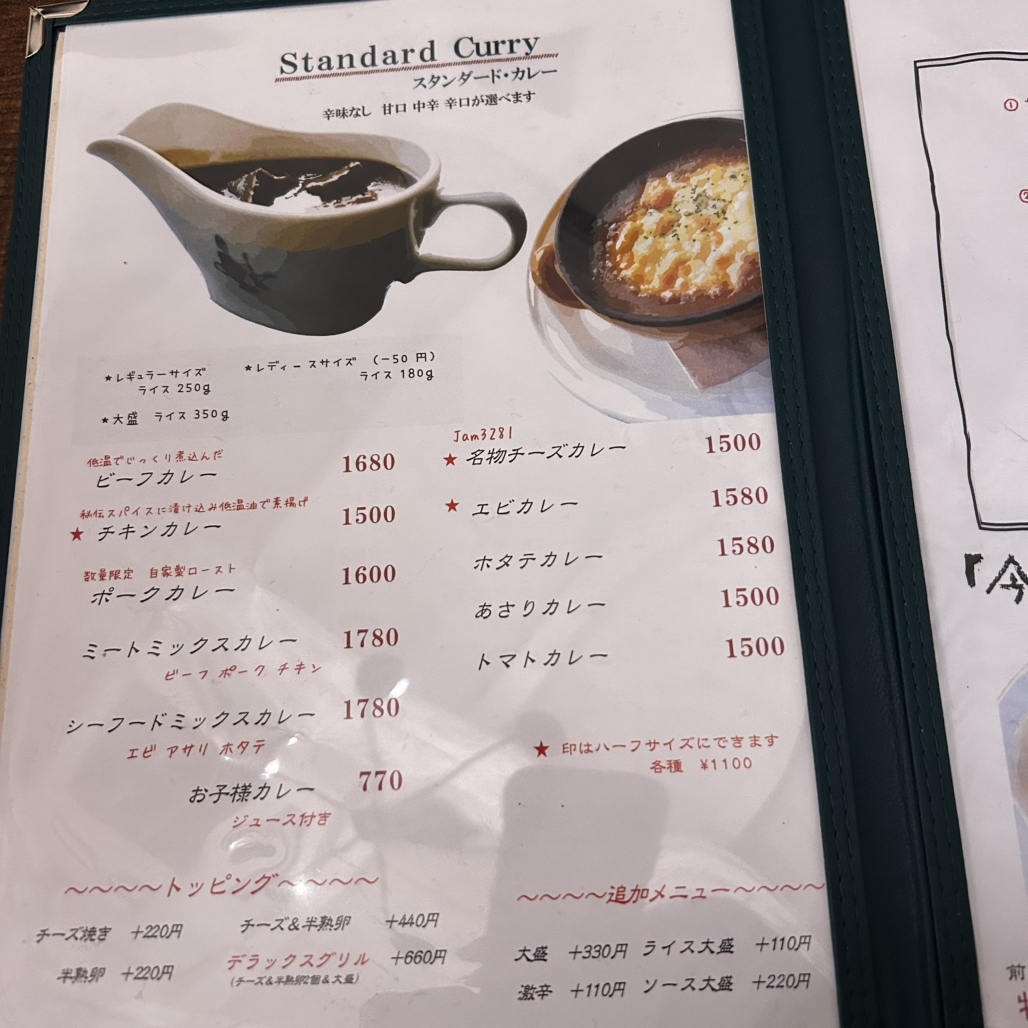 Standard Curry
スタンダード・カレー
辛味なし 甘口 中辛 辛口が選べます
★レギュラーサイズ
ライス 250g
★レディースサイズ (−50 円)
ライス 180g
★大盛 ライス 350g
低温でじっくり煮込んだ
ビーフカレー 1680
秘伝スパイスに漬け込み低温油で素揚げ
★ チキンカレー 1500
数量限定 自家製ロースト
ポークカレー 1600
ミートミックスカレー 1780
ビーフ ポーク チキン
シーフードミックスカレー 1780
エビ アサリ ホタテ
お子様カレー 770
ジュース付き
Jam3281
★ 名物チーズカレー 1500
★ エビカレー 1580
ホタテカレー 1580
あさりカレー 1500
トマトカレー 1500
★ 印はハーフサイズにできます
各種 ¥1100
〜〜〜〜トッピング〜〜〜〜
チーズ焼き +220円 チーズ&半熟卵 +440円
半熟卵 +220円 デラックスグリル +660円
(チーズ&半熟卵2個&大盛)
〜〜〜〜追加メニュー〜〜〜〜
大盛 +330円 ライス大盛 +110円
激辛 +110円 ソース大盛 +220円
①
②
「今
前